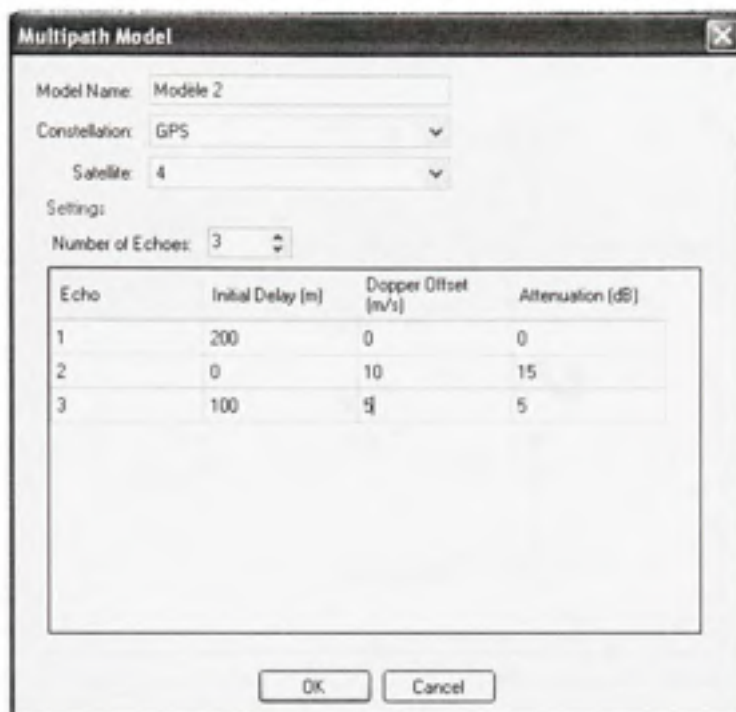 Multipath Model
Model Name: Modèle 2
Constellation: GPS
Satellite: 4
Settings
Number of Echoes: 3
Echo Initial Delay (m) Dopper Offset (m/s) Attenuation (dB)
1 200 0 0
2 0 10 15
3 100 5 5
OK Cancel